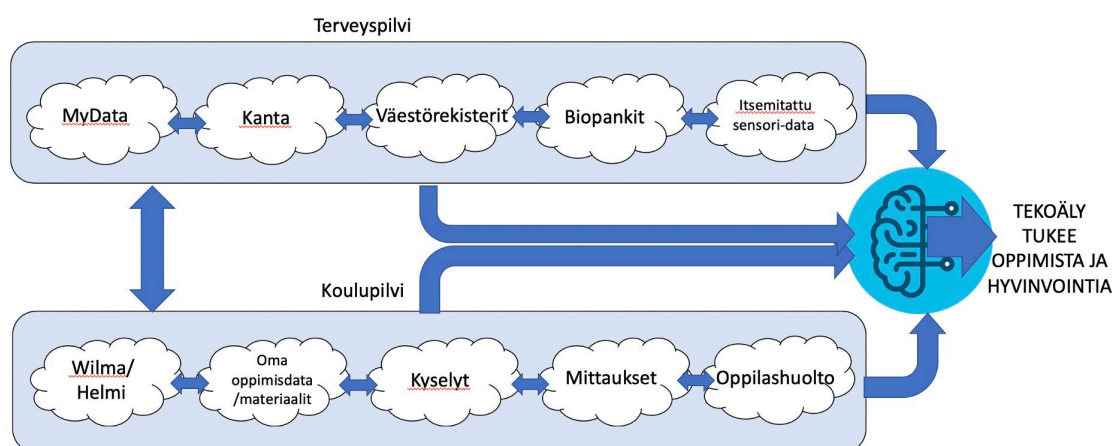 Terveyspilvi
MyData
Kanta
Väestörekisterit
Biopankit
Itsemitattu
sensori-data
TEKOÄLY
TUKEE
OPPIMISTA JA
HYVINVOINTIA
Koulupilvi
Wilma/
Helmi
Oma
oppimisdata
/materiaalit
Kyselyt
Mittaukset
Oppilashuolto